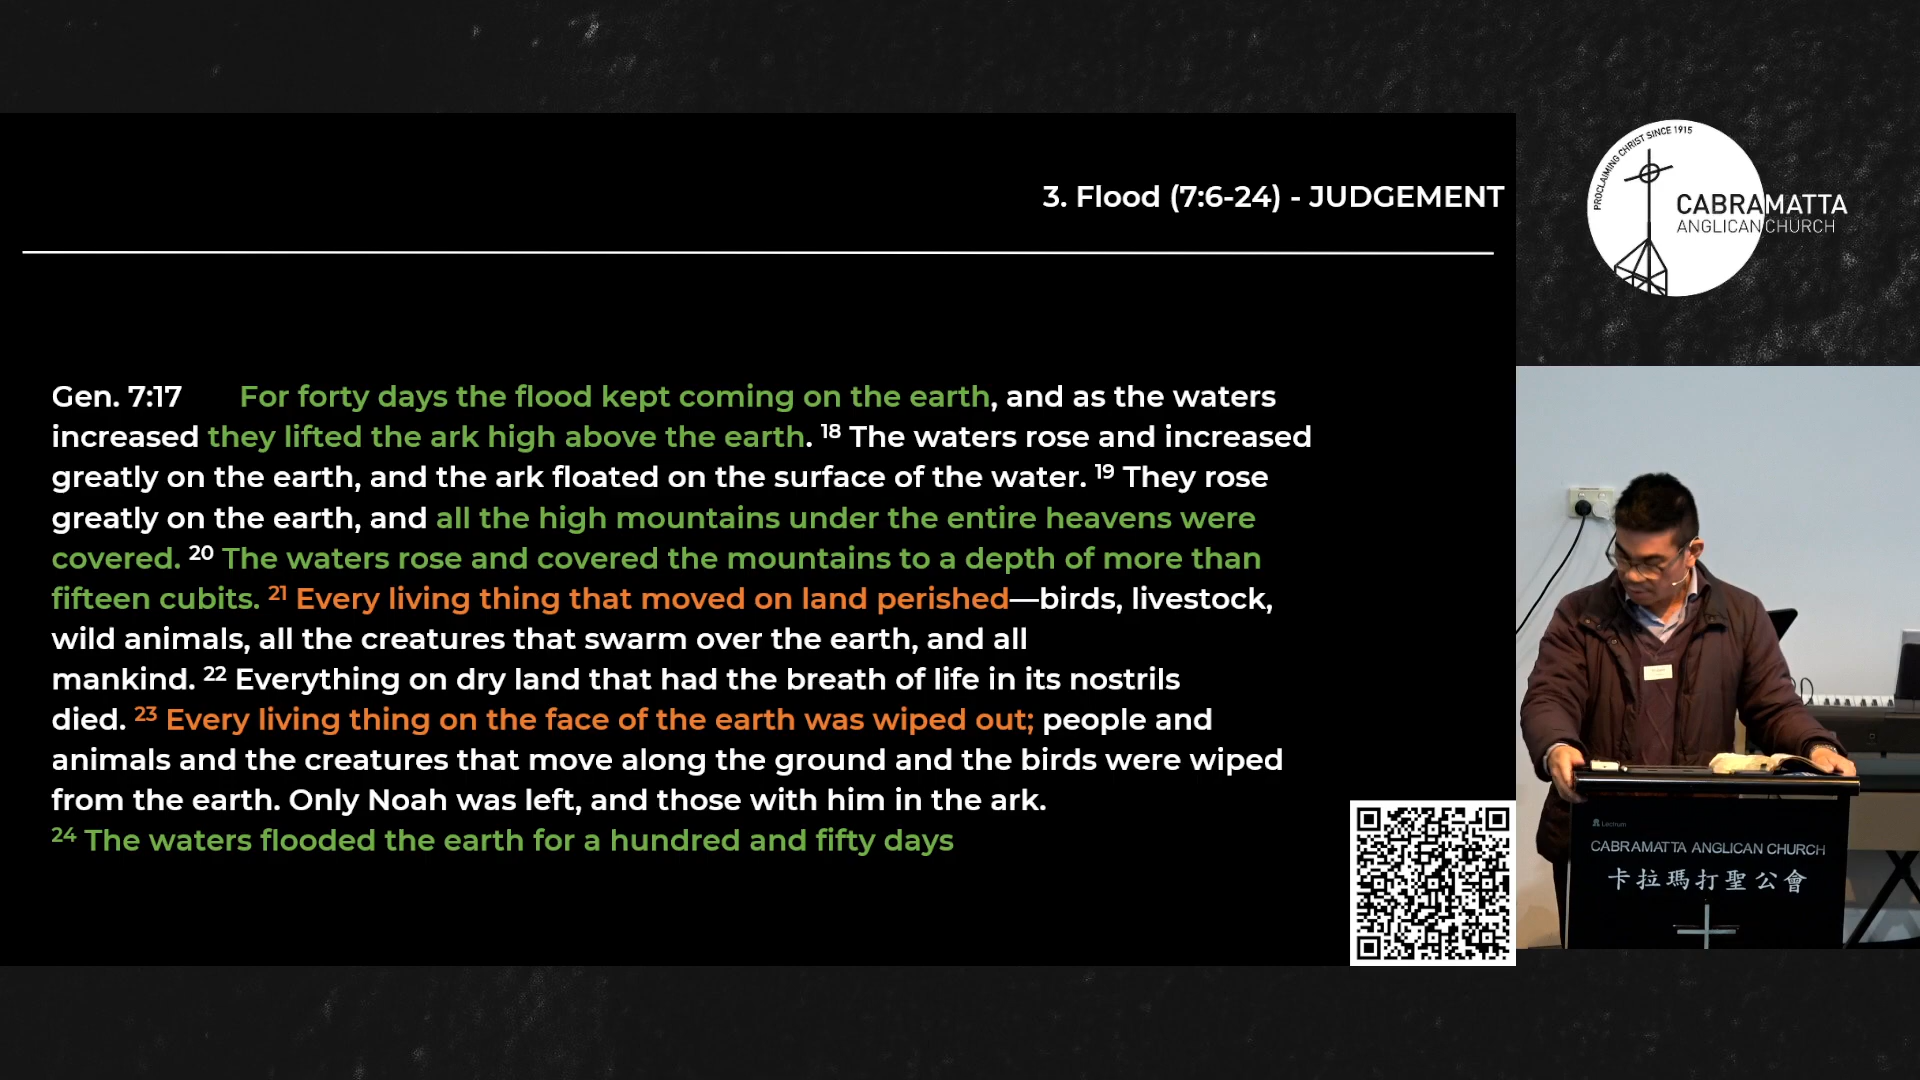 3. Flood (7:6-24) - JUDGEMENT
PROCLAIMING CHRIST SINCE 1915
CABRAMATTA
ANGLICAN CHURCH
Gen. 7:17 For forty days the flood kept coming on the earth, and as the waters
increased they lifted the ark high above the earth. 18 The waters rose and increased
greatly on the earth, and the ark floated on the surface of the water. 19 They rose
greatly on the earth, and all the high mountains under the entire heavens were
covered. 20 The waters rose and covered the mountains to a depth of more than
fifteen cubits. 21 Every living thing that moved on land perished—birds, livestock,
wild animals, all the creatures that swarm over the earth, and all
mankind. 22 Everything on dry land that had the breath of life in its nostrils
died. 23 Every living thing on the face of the earth was wiped out; people and
animals and the creatures that move along the ground and the birds were wiped
from the earth. Only Noah was left, and those with him in the ark.
24 The waters flooded the earth for a hundred and fifty days
Lectrum
CABRAMATTA ANGLICAN CHURCH
卡拉瑪打聖公會